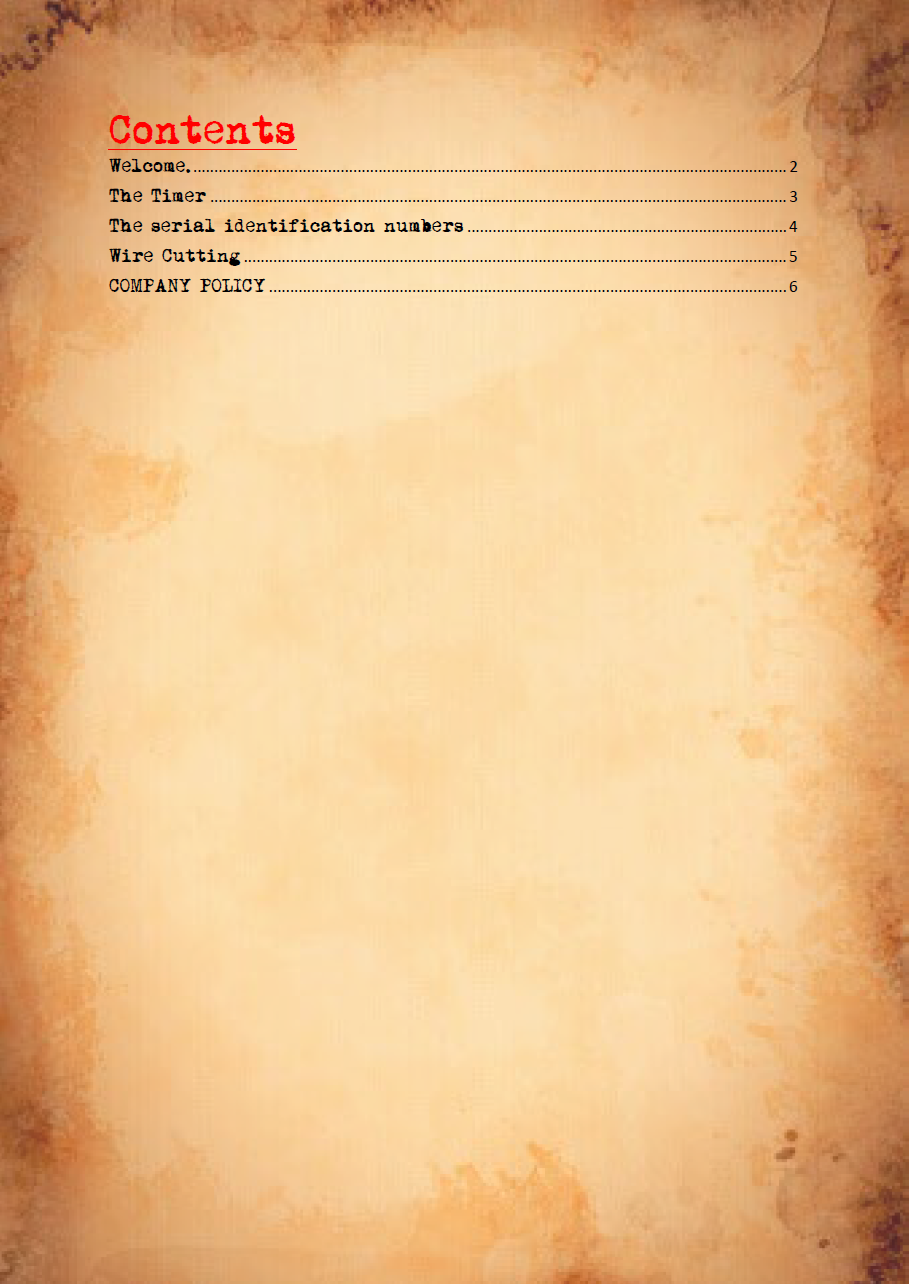 Contents
Welcome. 2
The Timer 3
The serial identification numbers 4
Wire Cutting 5
COMPANY POLICY 6